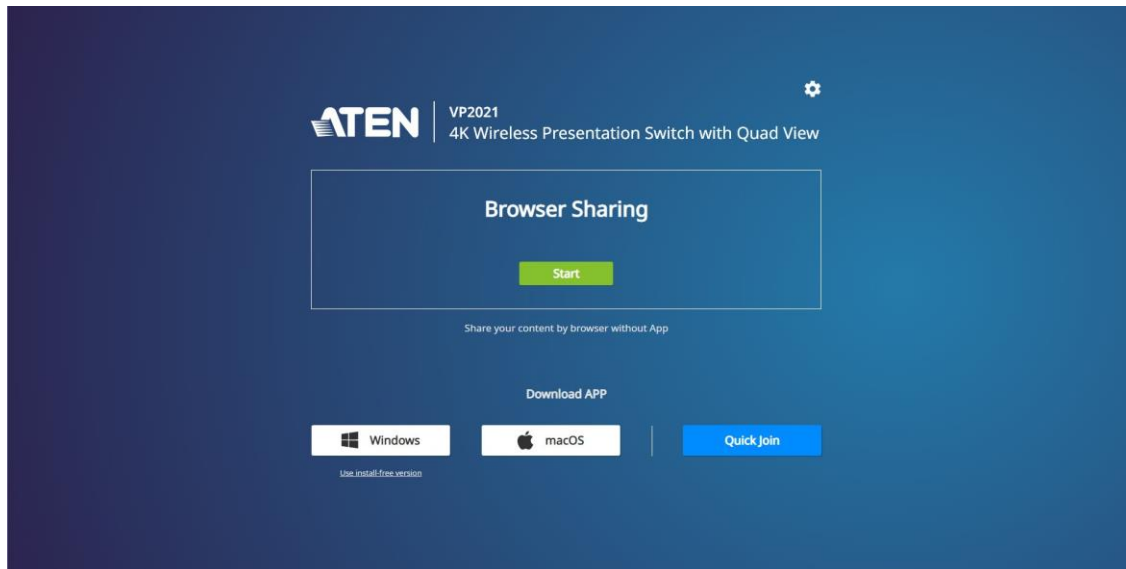 ATEN
VP2021
4K Wireless Presentation Switch with Quad View
Browser Sharing
Start
Share your content by browser without App
Download APP
Windows
macOS
Quick Join
Use install-free version